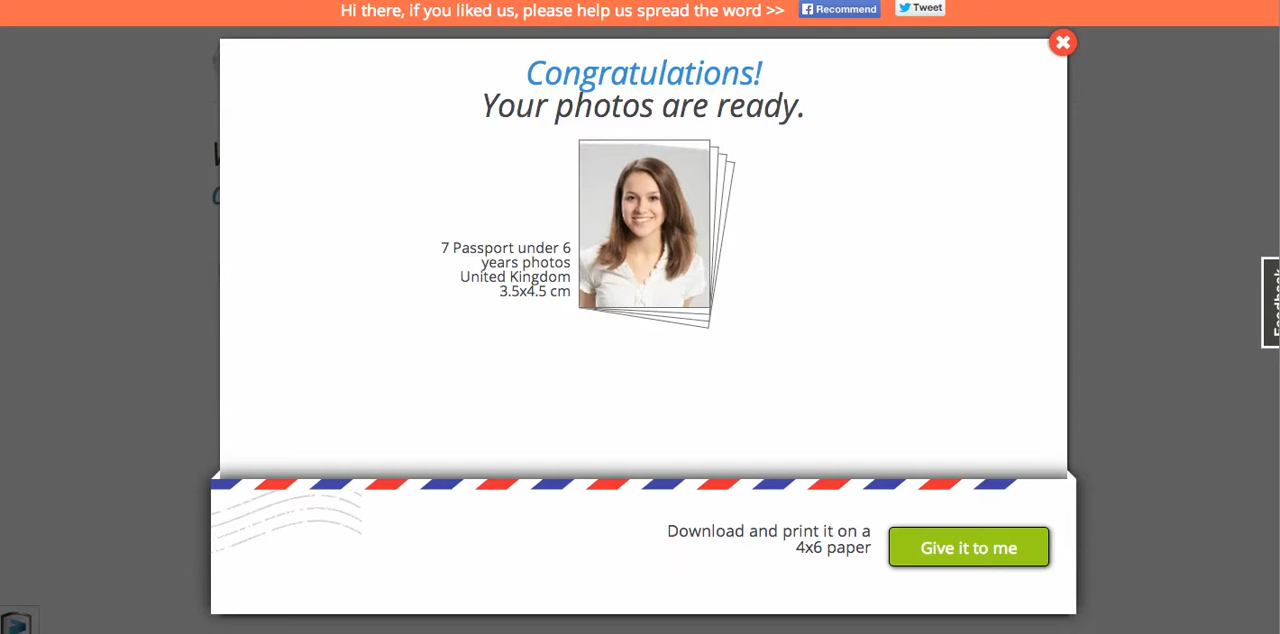 Hi there, if you liked us, please help us spread the word >>
Recommend
Tweet
Congratulations!
Your photos are ready.
7 Passport under 6
years photos
United Kingdom
3.5x4.5 cm
Feedback
Download and print it on a
4x6 paper
Give it to me